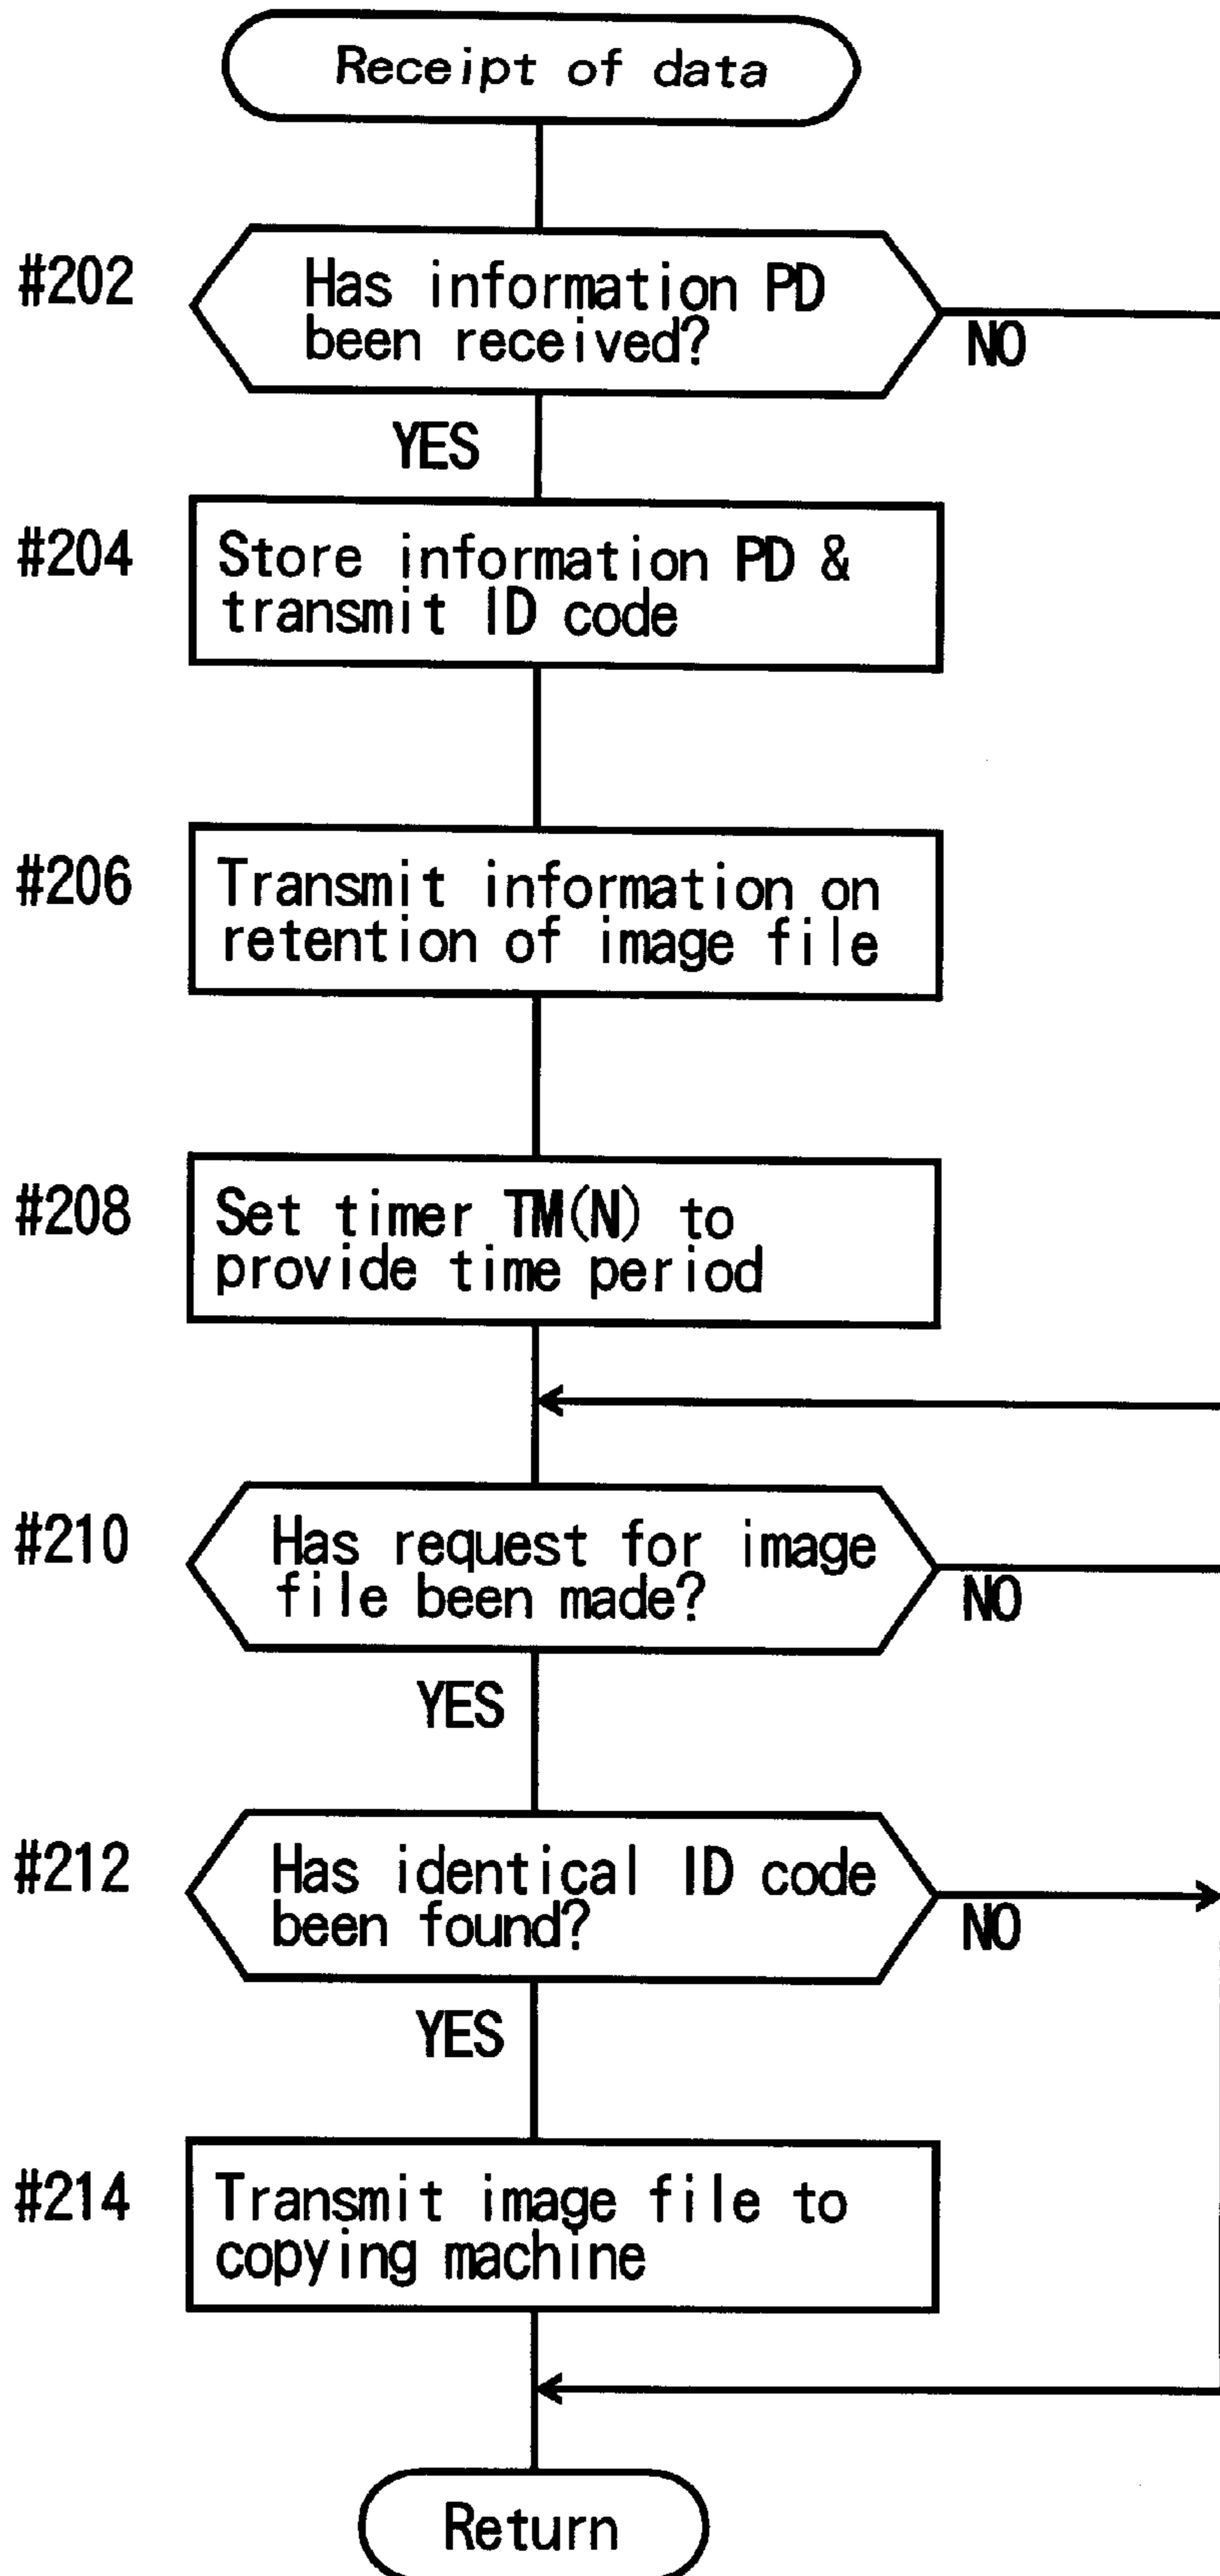 Receipt of data
#202
Has information PD
been received?
NO
YES
#204
Store information PD &
transmit ID code
#206
Transmit information on
retention of image file
#208
Set timer TM(N) to
provide time period
#210
Has request for image
file been made?
NO
YES
#212
Has identical ID code
been found?
NO
YES
#214
Transmit image file to
copying machine
Return